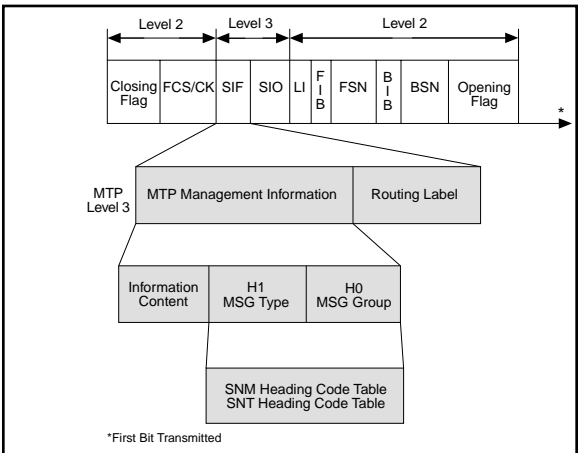 Level 2
Level 3
Level 2
Closing
Flag
FCS/CK
SIF
SIO
LI
F
I
B
FSN
B
I
B
BSN
Opening
Flag
*
MTP
Level 3
MTP Management Information
Routing Label
Information
Content
H1
MSG Type
H0
MSG Group
SNM Heading Code Table
SNT Heading Code Table
*First Bit Transmitted